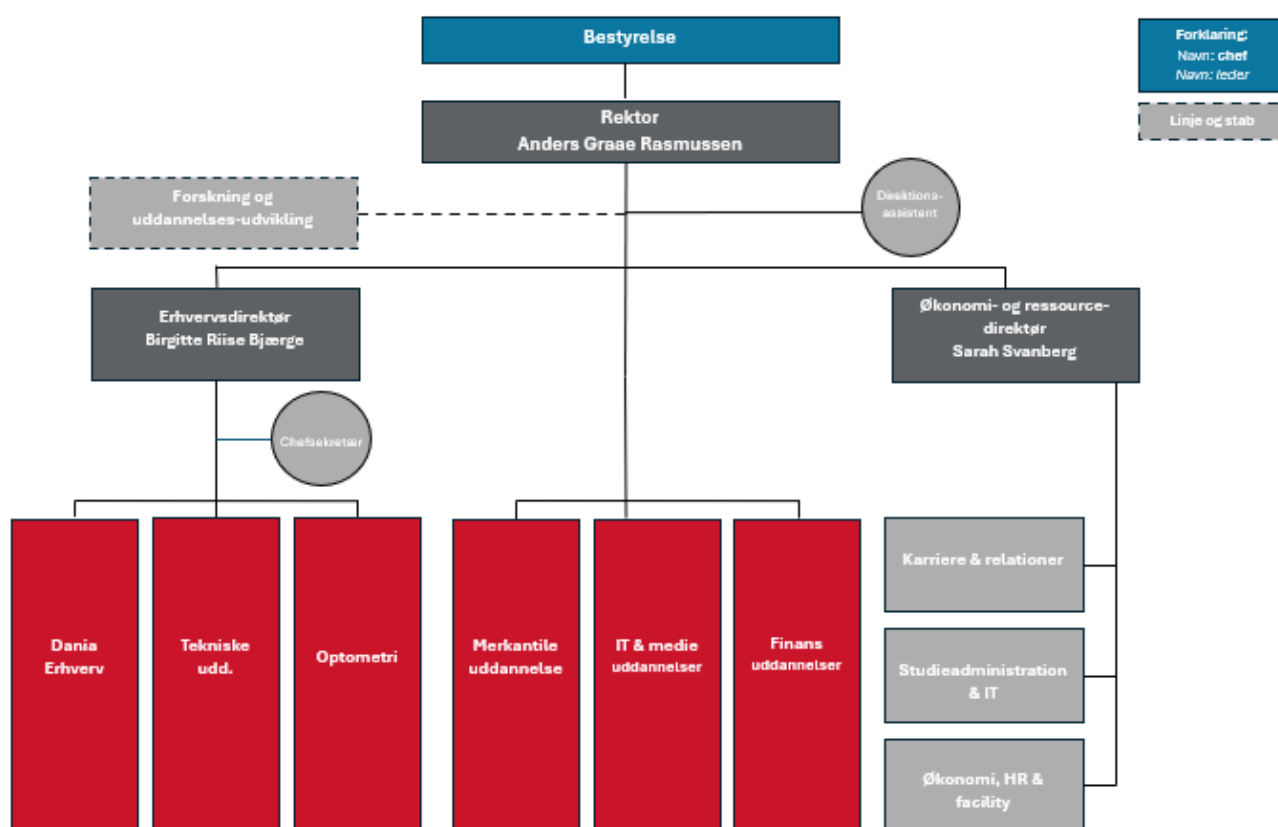 Bestyrelse
Forklaring:
Navn: chef
Navn: leder
Rektor
Anders Graae Rasmussen
Linje og stab
Forskning og
uddannelses-udvikling
Direktions-
assistent
Erhvervsdirektør
Birgitte Riise Bjærge
Økonomi- og ressource-
direktør
Sarah Svanberg
Chefsekretær
Dania
Erhverv
Tekniske
udd.
Optometri
Merkantile
uddannelse
IT & medie
uddannelser
Finans
uddannelser
Karriere & relationer
Studieadministration
& IT
Økonomi, HR &
facility